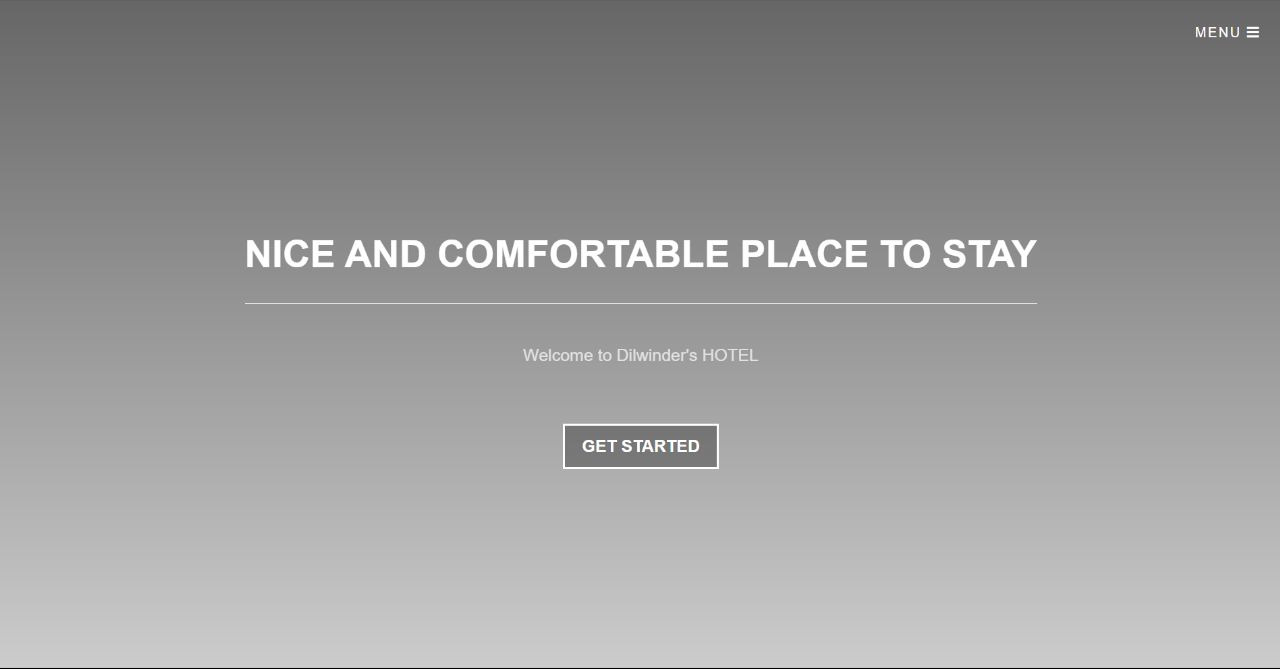 MENU
NICE AND COMFORTABLE PLACE TO STAY
Welcome to Dilwinder's HOTEL
GET STARTED